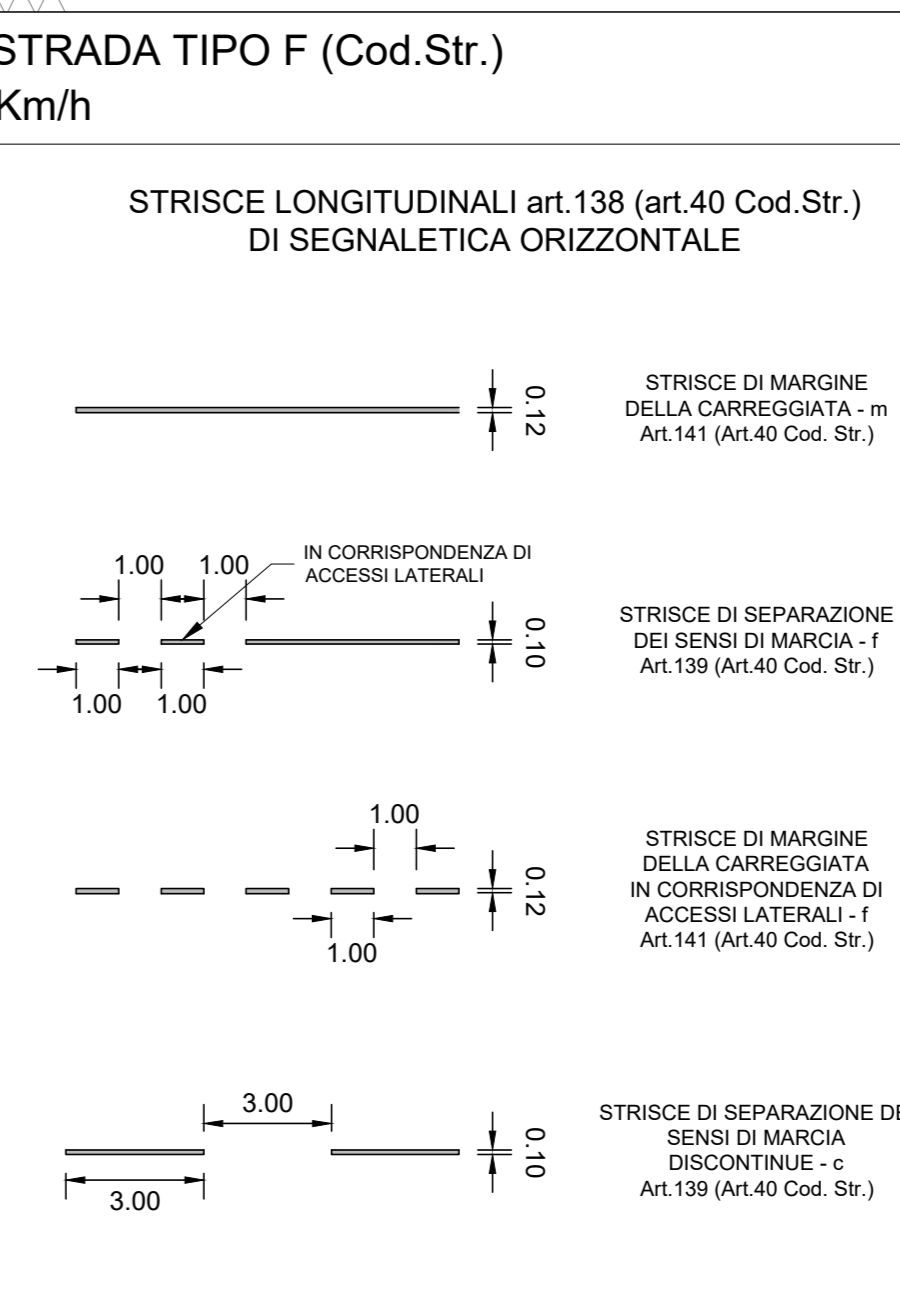 STRADA TIPO F (Cod.Str.)
Km/h
STRISCE LONGITUDINALI art.138 (art.40 Cod.Str.)
DI SEGNALETICA ORIZZONTALE
0.12
STRISCE DI MARGINE
DELLA CARREGGIATA - m
Art.141 (Art.40 Cod. Str.)
1.00 1.00
IN CORRISPONDENZA DI
ACCESSI LATERALI
1.00 1.00
0.10
STRISCE DI SEPARAZIONE
DEI SENSI DI MARCIA - f
Art.139 (Art.40 Cod. Str.)
1.00
1.00
0.12
STRISCE DI MARGINE
DELLA CARREGGIATA
IN CORRISPONDENZA DI
ACCESSI LATERALI - f
Art.141 (Art.40 Cod. Str.)
3.00
3.00
0.10
STRISCE DI SEPARAZIONE
SENSI DI MARCIA
DISCONTINUE - c
Art.139 (Art.40 Cod. Str.)